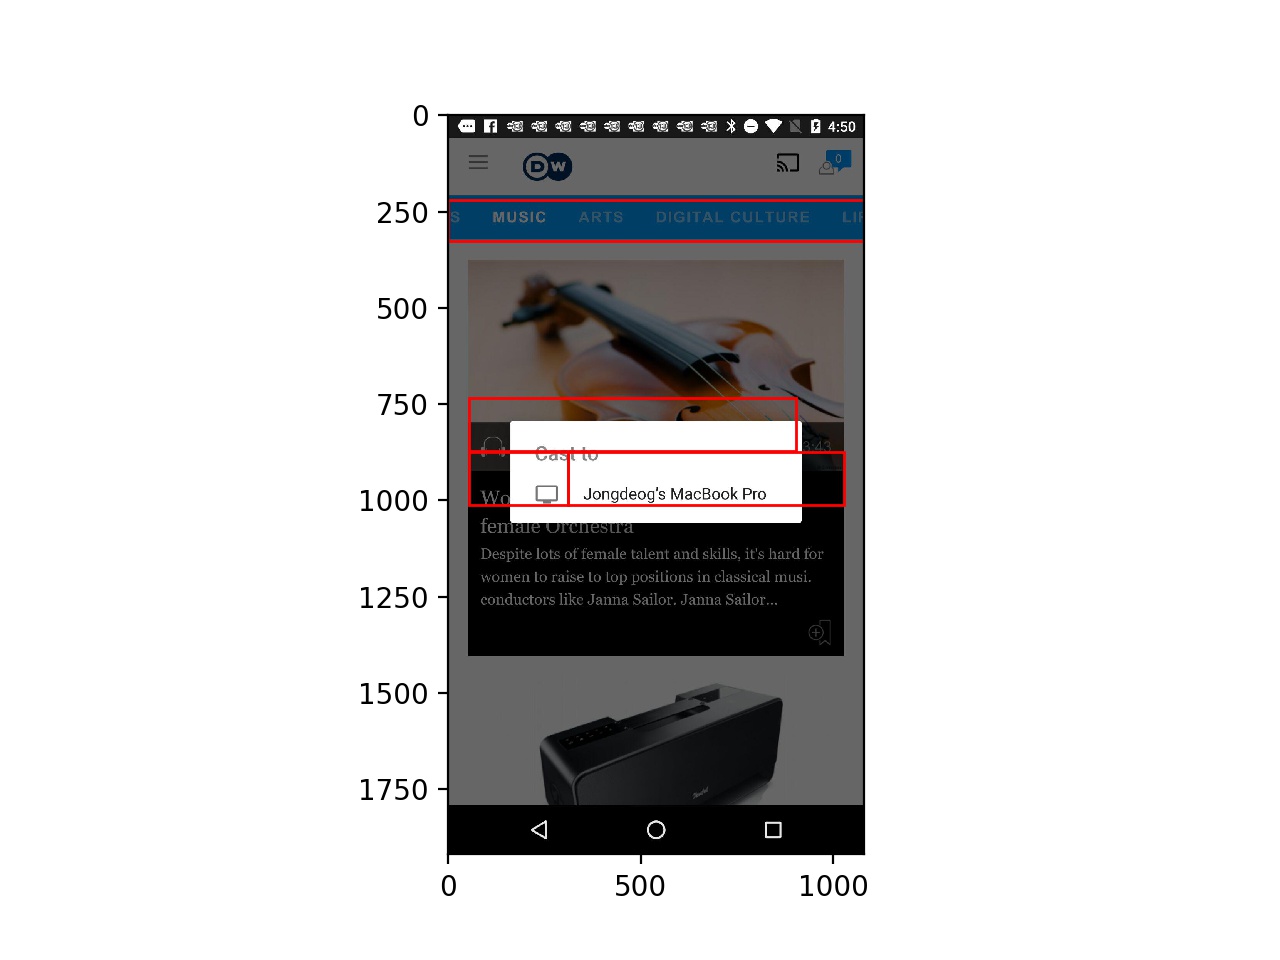 0
4:50
DW
0
250
S MUSIC ARTS DIGITAL CULTURE LIF
500
750
Cast to
3:43
Jongdeog's MacBook Pro
Wo
1000
female Orchestra
Despite lots of female talent and skills, it's hard for
women to raise to top positions in classical musi.
1250
conductors like Janna Sailor. Janna Sailor...
1500
1750
0 500 1000